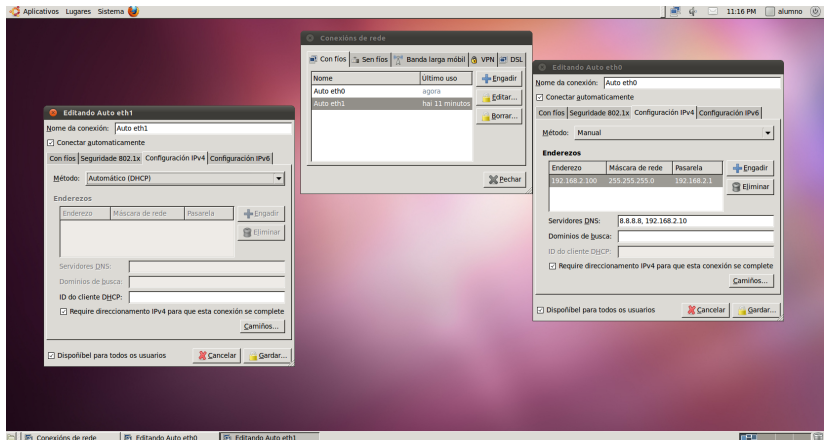 Aplicativos Lugares Sistema 11:16 PM alumno
Conexións de rede
Con fíos Sen fíos Banda larga móbil VPN DSL
Nome Último uso Engadir
Auto eth0 agora
Auto eth1 hai 11 minutos
Editar...
Borrar...
Pechar
Editando Auto eth1
Nome da conexión: Auto eth1
Conectar automaticamente
Con fíos Seguridade 802.1x Configuración IPv4 Configuración IPv6
Método: Automático (DHCP)
Enderezos
Enderezo Máscara de rede Pasarela Engadir
Eliminar
Servidores DNS:
Dominios de busca:
ID do cliente DHCP:
Require direccionamento IPv4 para que esta conexión se complete
Camiños...
Dispoñibel para todos os usuarios Cancelar Gardar...
Editando Auto eth0
Nome da conexión: Auto eth0
Conectar automaticamente
Con fíos Seguridade 802.1x Configuración IPv4 Configuración IPv6
Método: Manual
Enderezos
Enderezo Máscara de rede Pasarela Engadir
192.168.2.100 255.255.255.0 192.168.2.1 Eliminar
Servidores DNS: 8.8.8.8, 192.168.2.10
Dominios de busca:
ID do cliente DHCP:
Require direccionamento IPv4 para que esta conexión se complete
Camiños...
Dispoñibel para todos os usuarios Cancelar Gardar...
Conexións de rede Editando Auto eth0 Editando Auto eth1